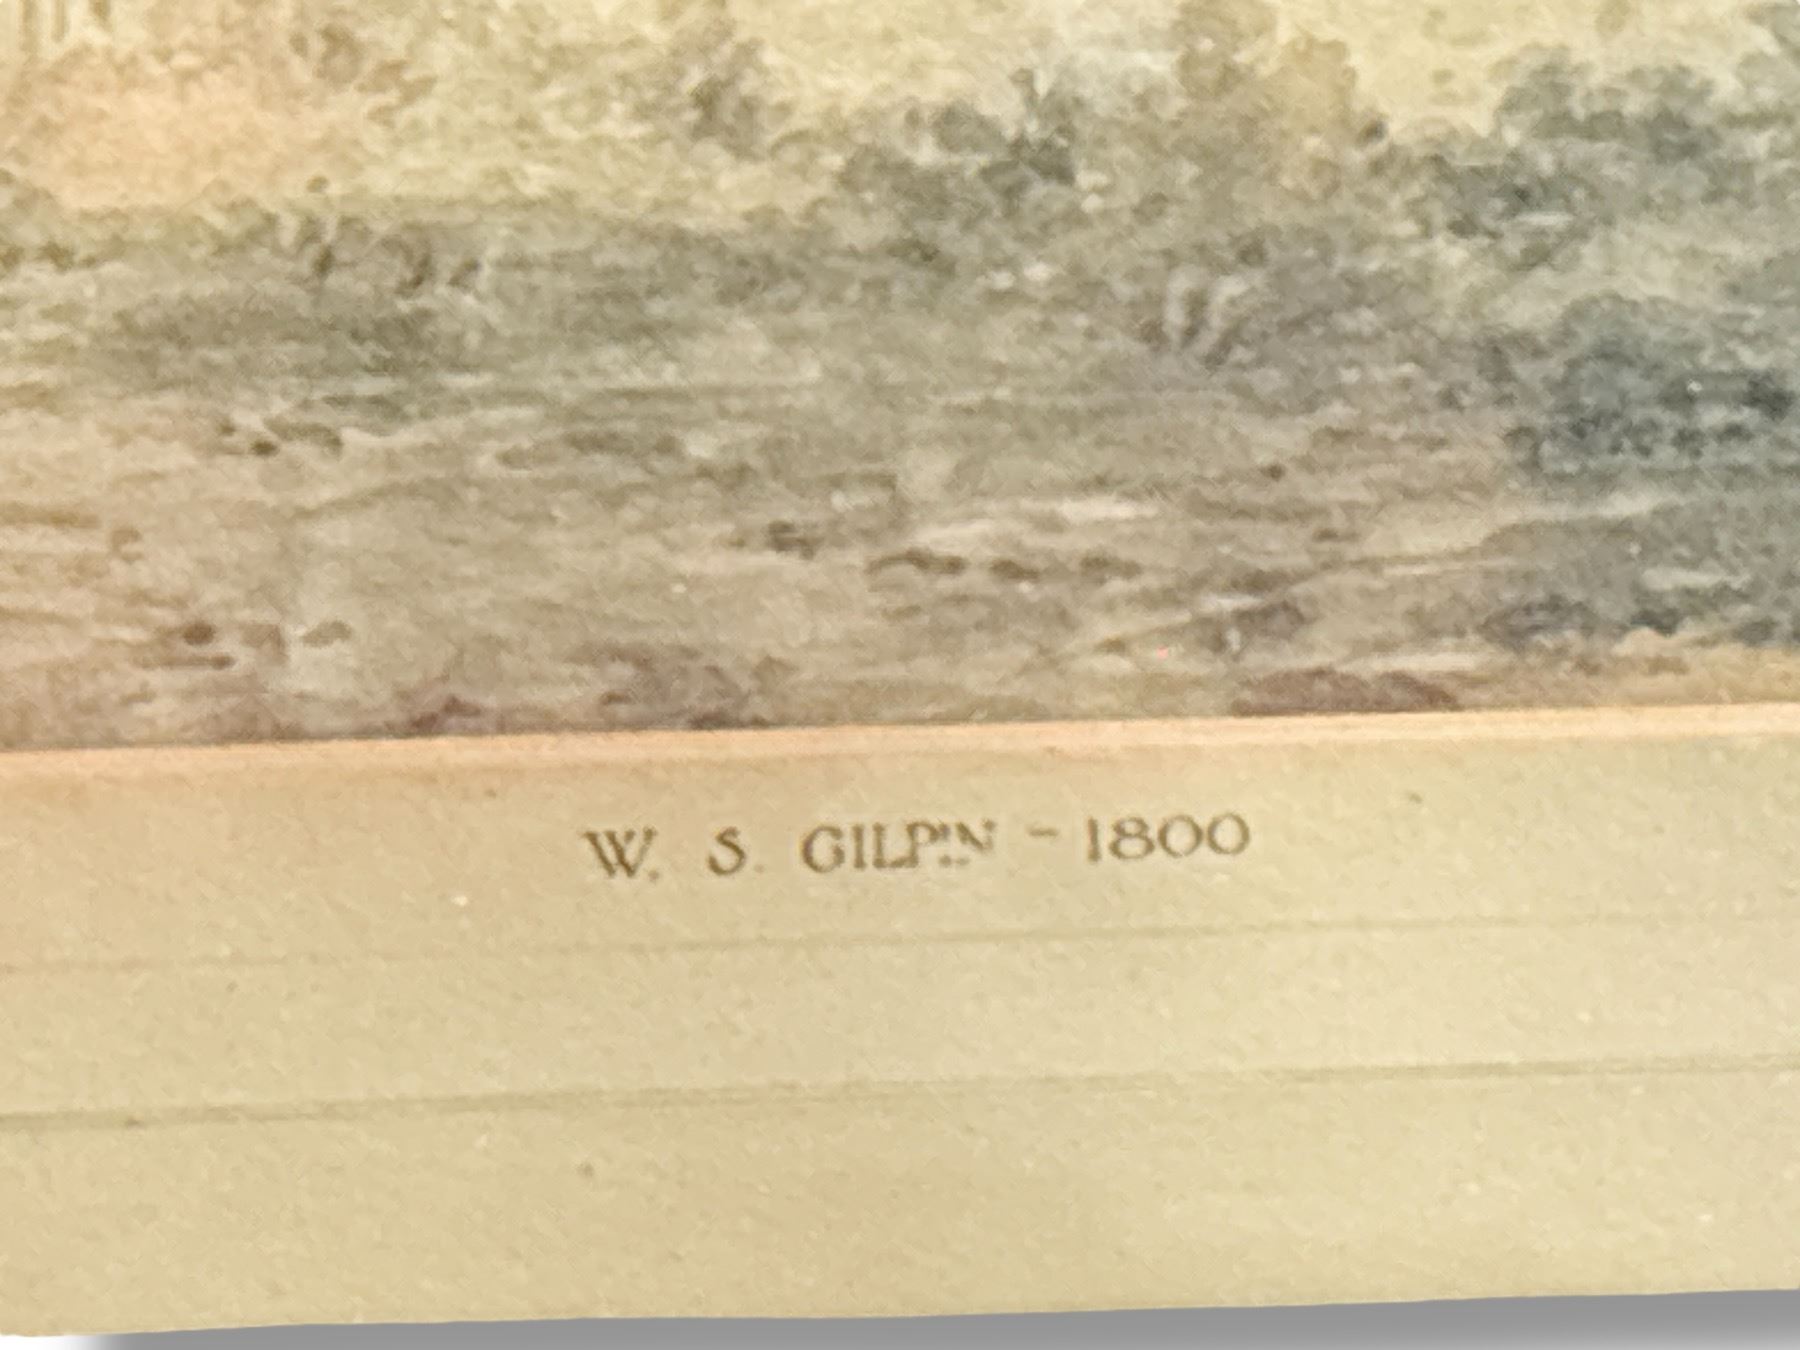 W. S. GILPIN - 1800